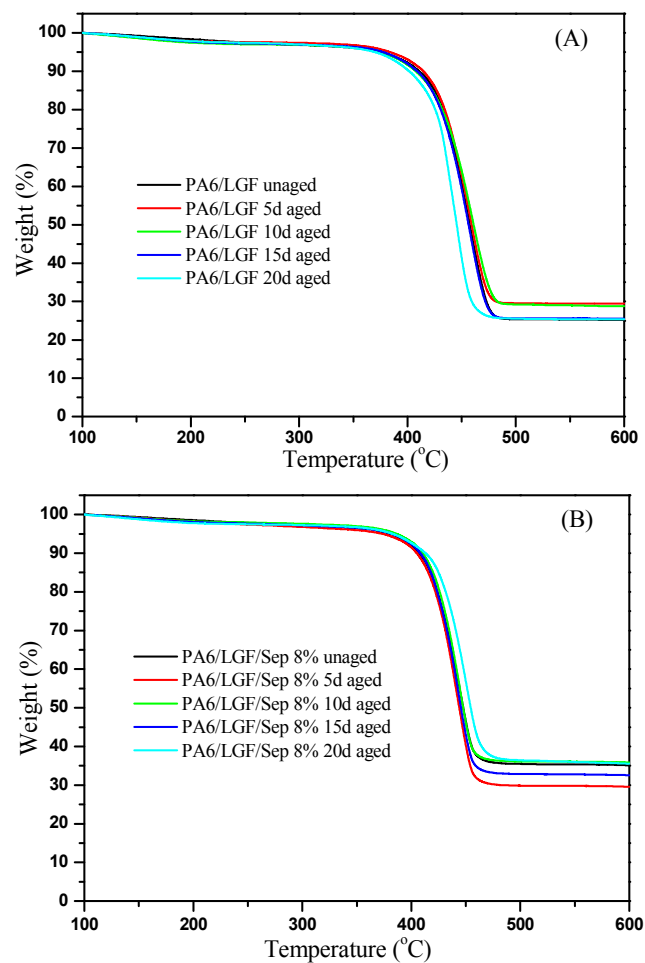 (A)
100
90
80
70
60
50
40
30
20
10
0
Weight (%)
PA6/LGF unaged
PA6/LGF 5d aged
PA6/LGF 10d aged
PA6/LGF 15d aged
PA6/LGF 20d aged
100 200 300 400 500 600
Temperature (°C)
(B)
100
90
80
70
60
50
40
30
20
10
0
Weight (%)
PA6/LGF/Sep 8% unaged
PA6/LGF/Sep 8% 5d aged
PA6/LGF/Sep 8% 10d aged
PA6/LGF/Sep 8% 15d aged
PA6/LGF/Sep 8% 20d aged
100 200 300 400 500 600
Temperature (°C)